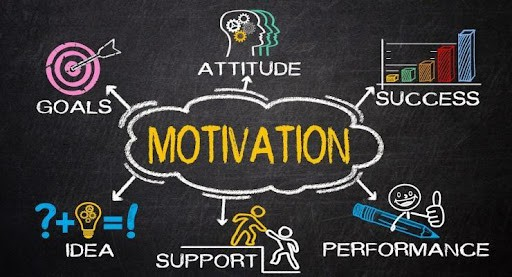 ATTITUDE
GOALS
SUCCESS
MOTIVATION
?+=!
IDEA
SUPPORT
PERFORMANCE